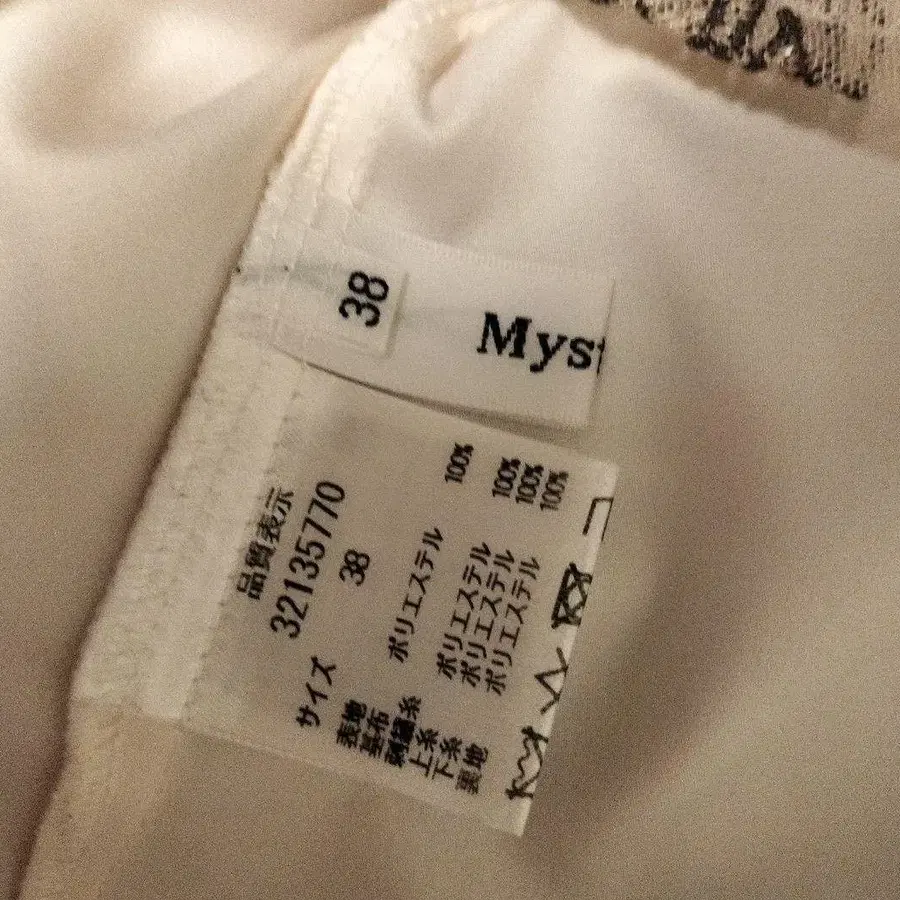 38
Myst
品質表示
32135770
サイズ 38
表地
基布 ポリエステル 100%
刺繍糸
上糸 ポリエステル 100%
下糸 ポリエステル 100%
裏地 ポリエステル 100%